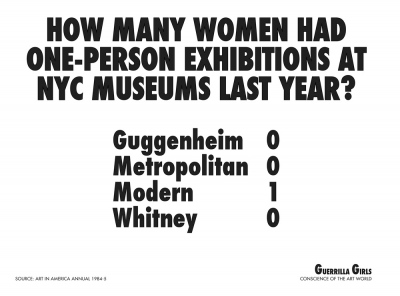 HOW MANY WOMEN HAD
ONE-PERSON EXHIBITIONS AT
NYC MUSEUMS LAST YEAR?
Guggenheim 0
Metropolitan 0
Modern 1
Whitney 0
SOURCE: ART IN AMERICA ANNUAL 1984-5
GUERRILLA GIRLS
CONSCIENCE OF THE ART WORLD